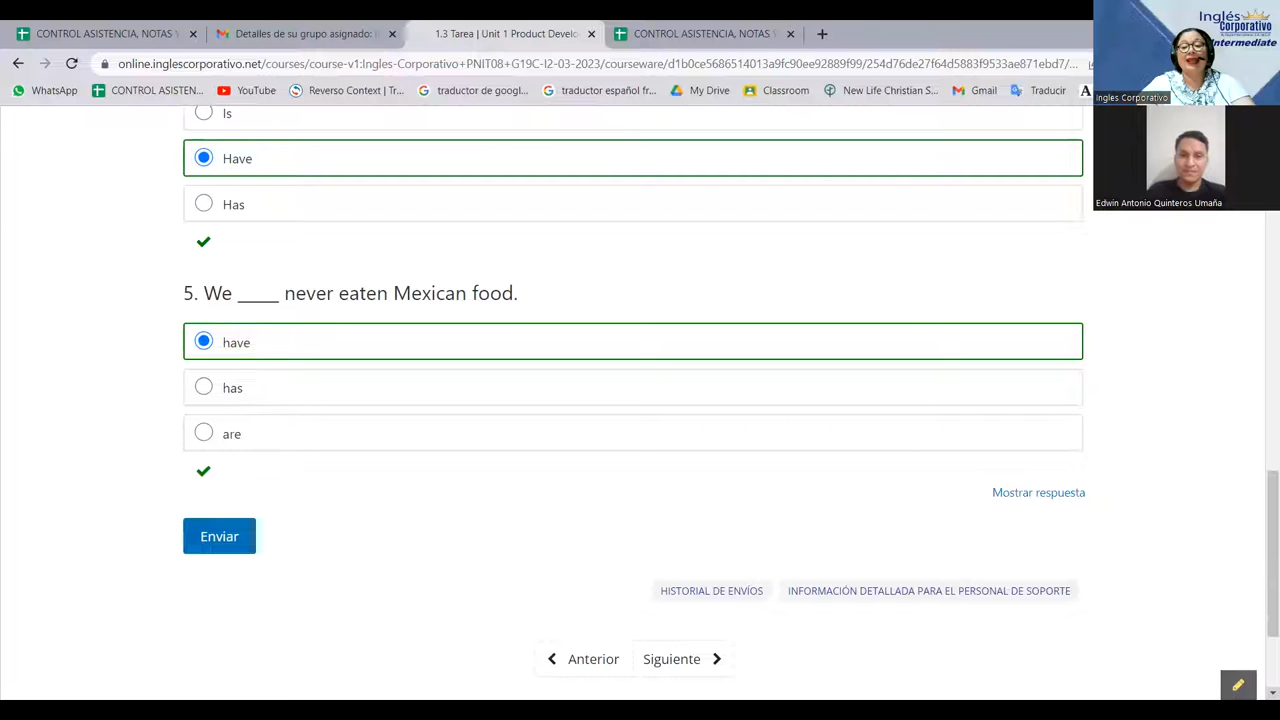 CONTROL ASISTENCIA, NOTAS Y
Detalles de su grupo asignado: I
1.3 Tarea | Unit 1 Product Develo
CONTROL ASISTENCIA, NOTAS Y
online.inglescorporativo.net/courses/course-v1:Ingles-Corporativo+PNVIPI+G19C-I2-03-2023/courseware/d1b0ce5686514013a9fc90ee92889f99/254d76de27f64d5883f9533ae871ebd7/...
WhatsApp
CONTROL ASISTEN...
YouTube
Reverso Context | Tr...
traductor de googl...
traductor español fr...
My Drive
Classroom
New Life Christian S...
Gmail
Traducir
A
Inglés
Corporativo
Intermediate
Ingles Corporativo
Edwin Antonio Quinteros Umaña
Is
Have
Has
5. We _____ never eaten Mexican food.
have
has
are
Mostrar respuesta
Enviar
HISTORIAL DE ENVÍOS
INFORMACIÓN DETALLADA PARA EL PERSONAL DE SOPORTE
Anterior
Siguiente